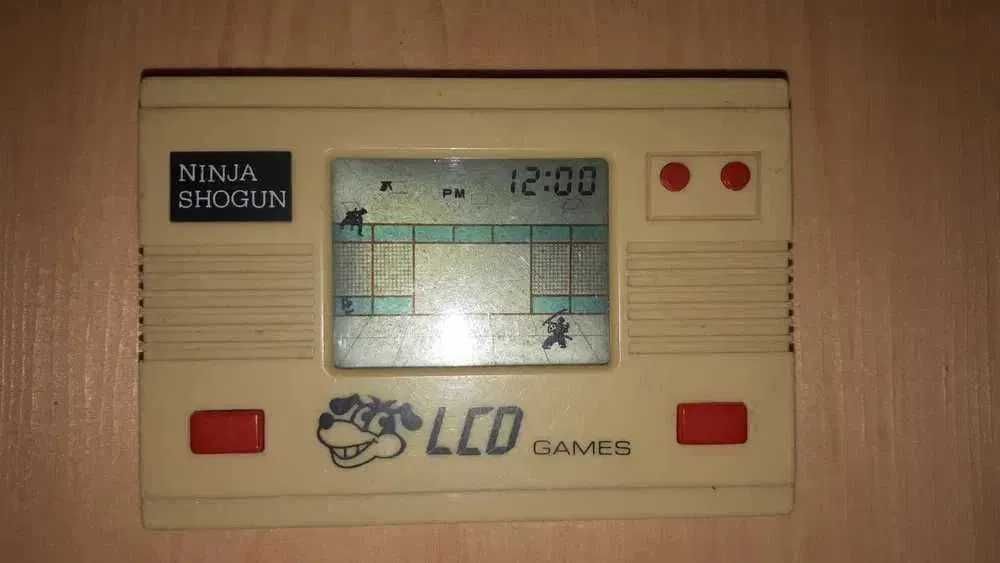 NINJA
SHOGUN
PM 12:00
LCD GAMES